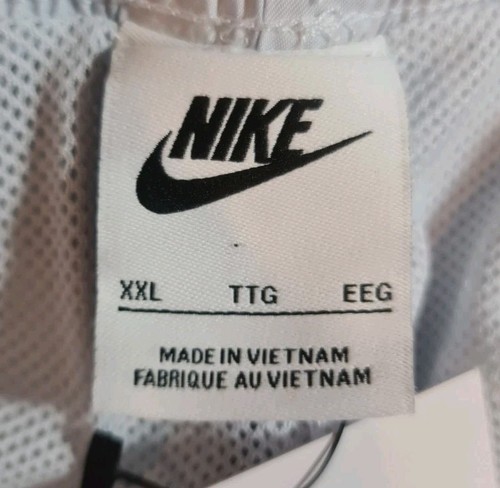 NIKE
XXL TTG EEG
MADE IN VIETNAM
FABRIQUE AU VIETNAM